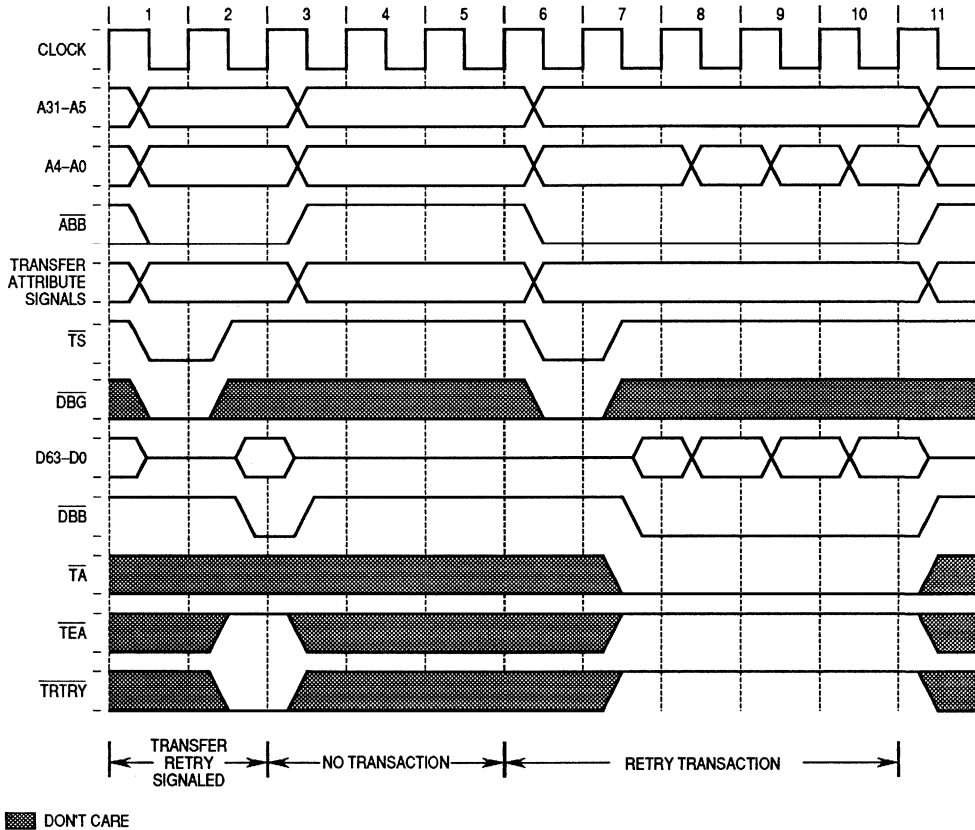 1 2 3 4 5 6 7 8 9 10 11
CLOCK
A31–A5
A4–A0
ABB
TRANSFER
ATTRIBUTE
SIGNALS
TS
DBG
D63–D0
DBB
TA
TEA
TRTRY
TRANSFER
RETRY
SIGNALED
NO TRANSACTION
RETRY TRANSACTION
DON'T CARE